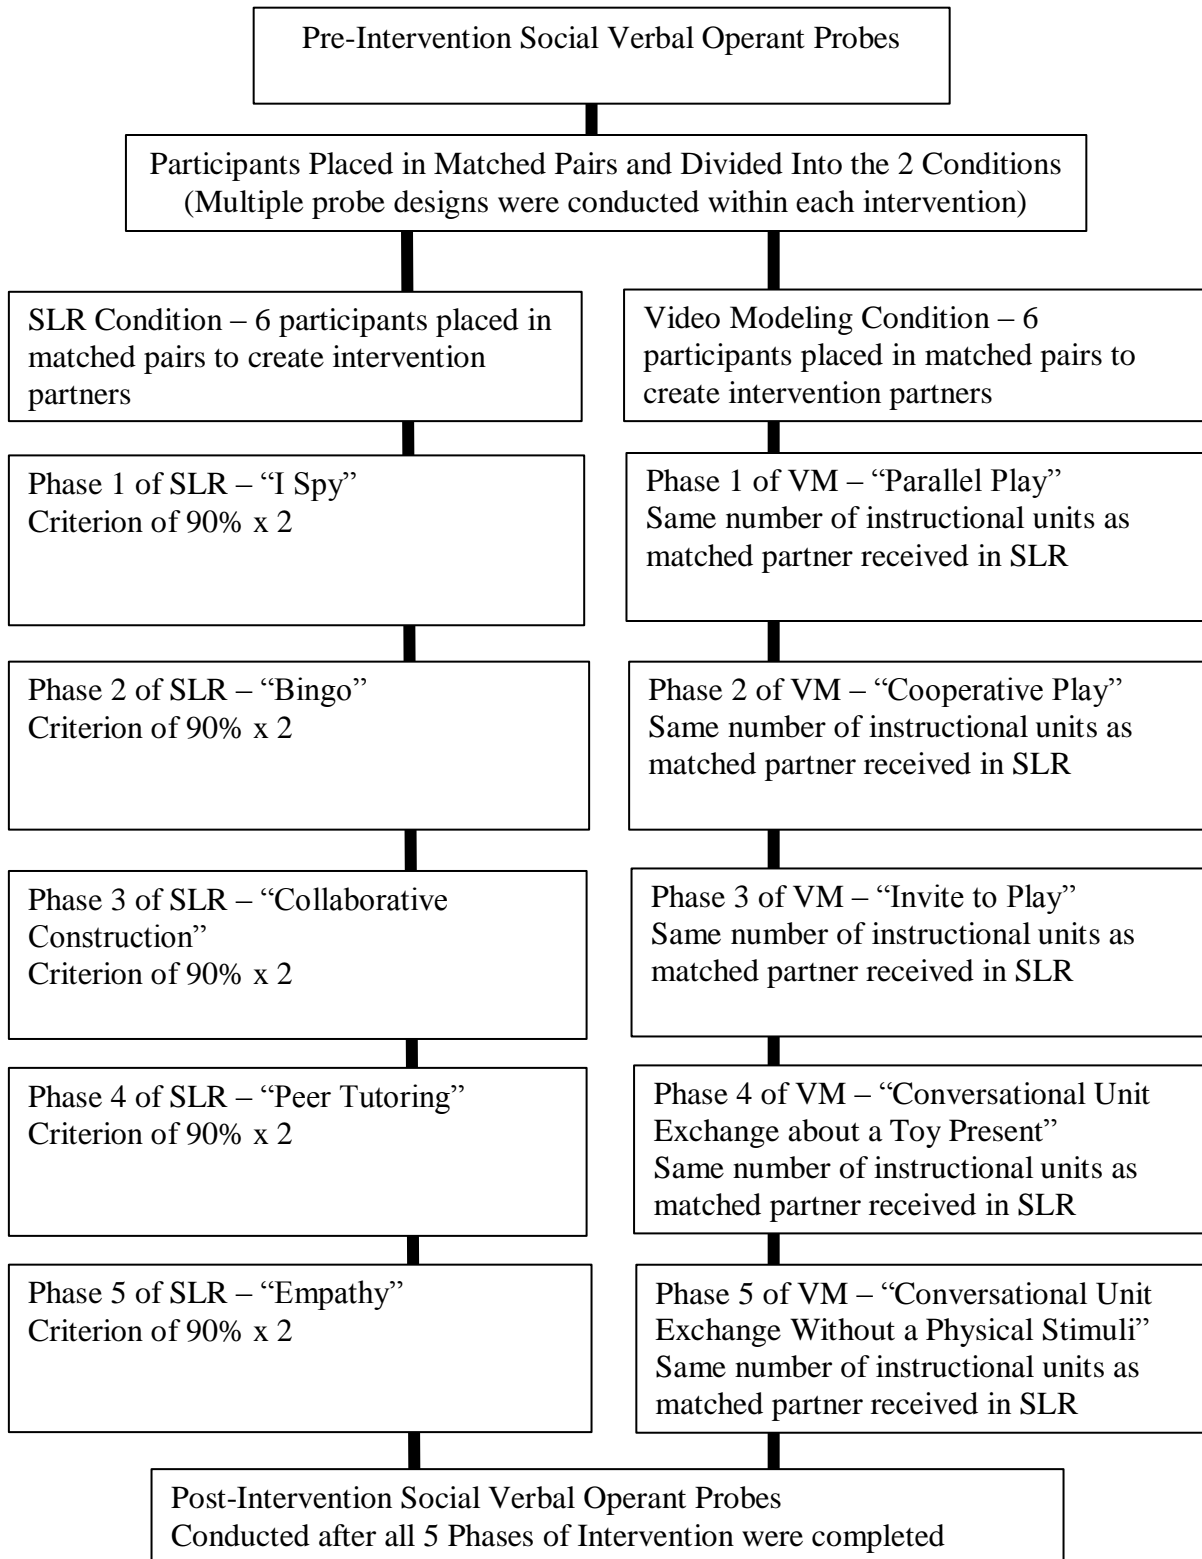 Pre-Intervention Social Verbal Operant Probes
Participants Placed in Matched Pairs and Divided Into the 2 Conditions
(Multiple probe designs were conducted within each intervention)
SLR Condition – 6 participants placed in
matched pairs to create intervention
partners
Video Modeling Condition – 6
participants placed in matched pairs to
create intervention partners
Phase 1 of SLR – “I Spy”
Criterion of 90% x 2
Phase 1 of VM – “Parallel Play”
Same number of instructional units as
matched partner received in SLR
Phase 2 of SLR – “Bingo”
Criterion of 90% x 2
Phase 2 of VM – “Cooperative Play”
Same number of instructional units as
matched partner received in SLR
Phase 3 of SLR – “Collaborative
Construction”
Criterion of 90% x 2
Phase 3 of VM – “Invite to Play”
Same number of instructional units as
matched partner received in SLR
Phase 4 of SLR – “Peer Tutoring”
Criterion of 90% x 2
Phase 4 of VM – “Conversational Unit
Exchange about a Toy Present”
Same number of instructional units as
matched partner received in SLR
Phase 5 of SLR – “Empathy”
Criterion of 90% x 2
Phase 5 of VM – “Conversational Unit
Exchange Without a Physical Stimuli”
Same number of instructional units as
matched partner received in SLR
Post-Intervention Social Verbal Operant Probes
Conducted after all 5 Phases of Intervention were completed